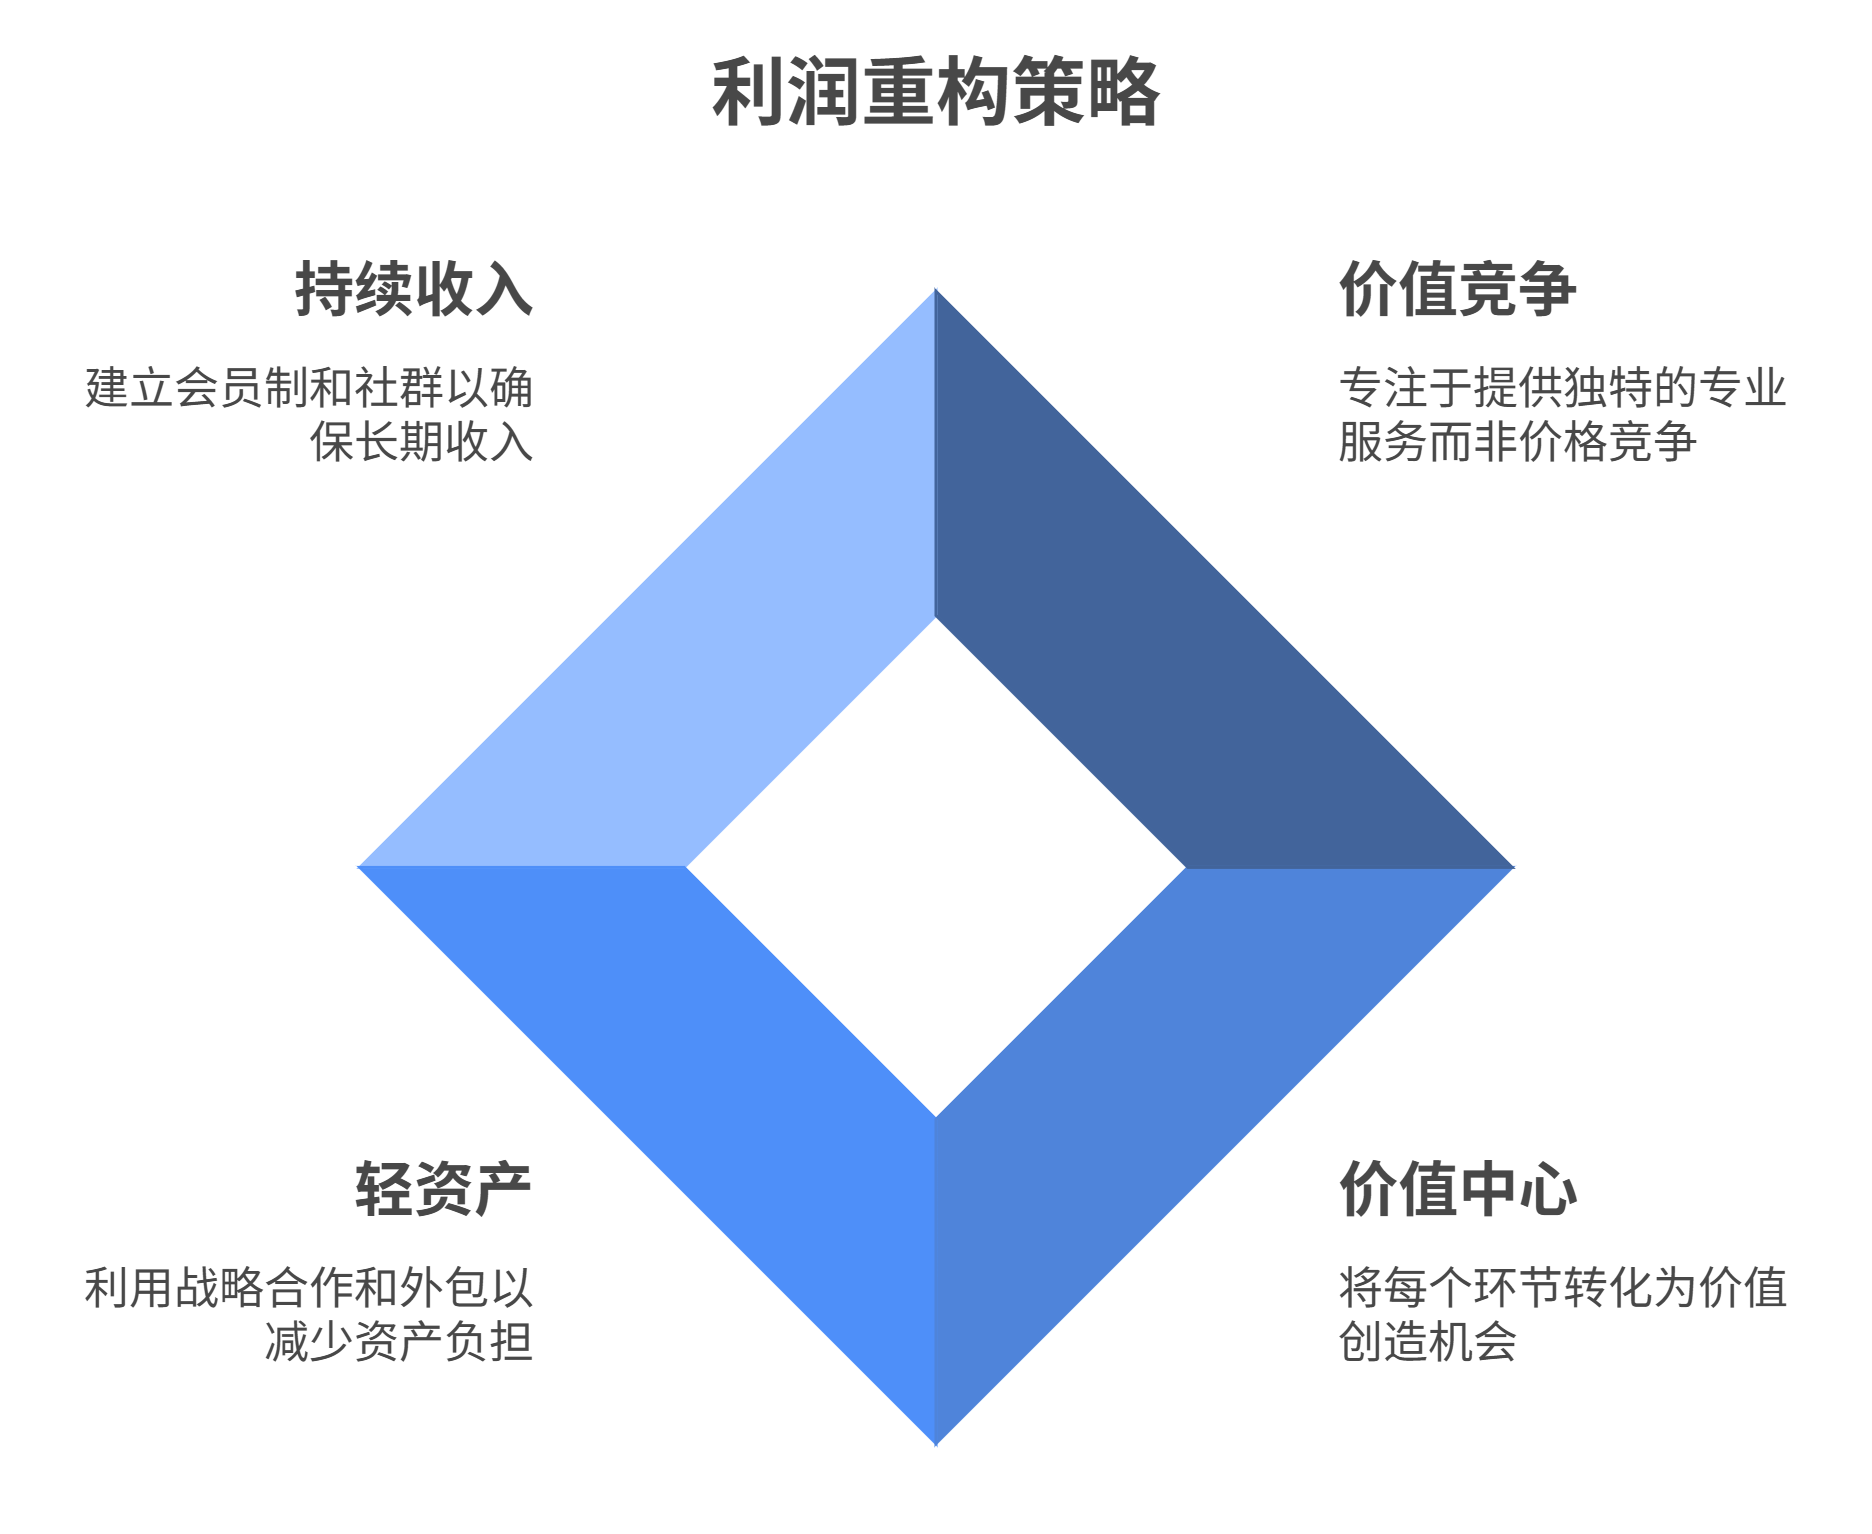 利润重构策略
持续收入
建立会员制和社群以确
保长期收入
价值竞争
专注于提供独特的专业
服务而非价格竞争
轻资产
利用战略合作和外包以
减少资产负担
价值中心
将每个环节转化为价值
创造机会